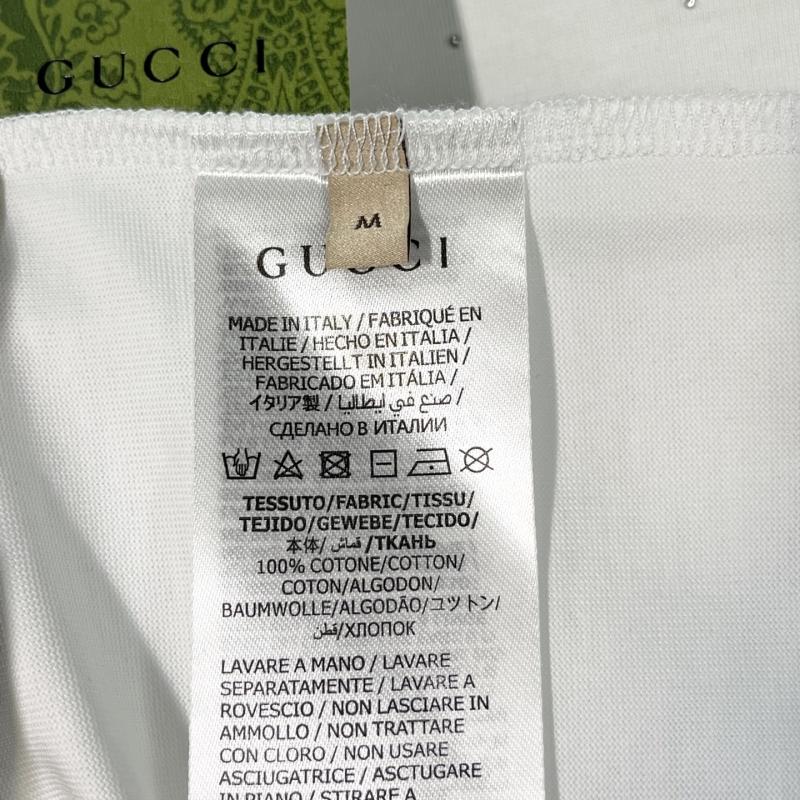 GUCCI
M
GUCCI
MADE IN ITALY / FABRIQUÉ EN
ITALIE / HECHO EN ITALIA /
HERGESTELLT IN ITALIEN /
FABRICADO EM ITÁLIA /
イタリア製 / صنع في ايطاليا /
СДЕЛАНО В ИТАЛИИ
TESSUTO/FABRIC/TISSU/
TEJIDO/GEWEBE/TECIDO/
本体/ قماش /ТКАНЬ
100% COTONE/COTTON/
COTON/ALGODON/
BAUMWOLLE/ALGODÃO/コットン/
قطن/ХЛОПОК
LAVARE A MANO / LAVARE
SEPARATAMENTE / LAVARE A
ROVESCIO / NON LASCIARE IN
AMMOLLO / NON TRATTARE
CON CLORO / NON USARE
ASCIUGATRICE / ASCTUGARE
IN PIANO / STIRARE A